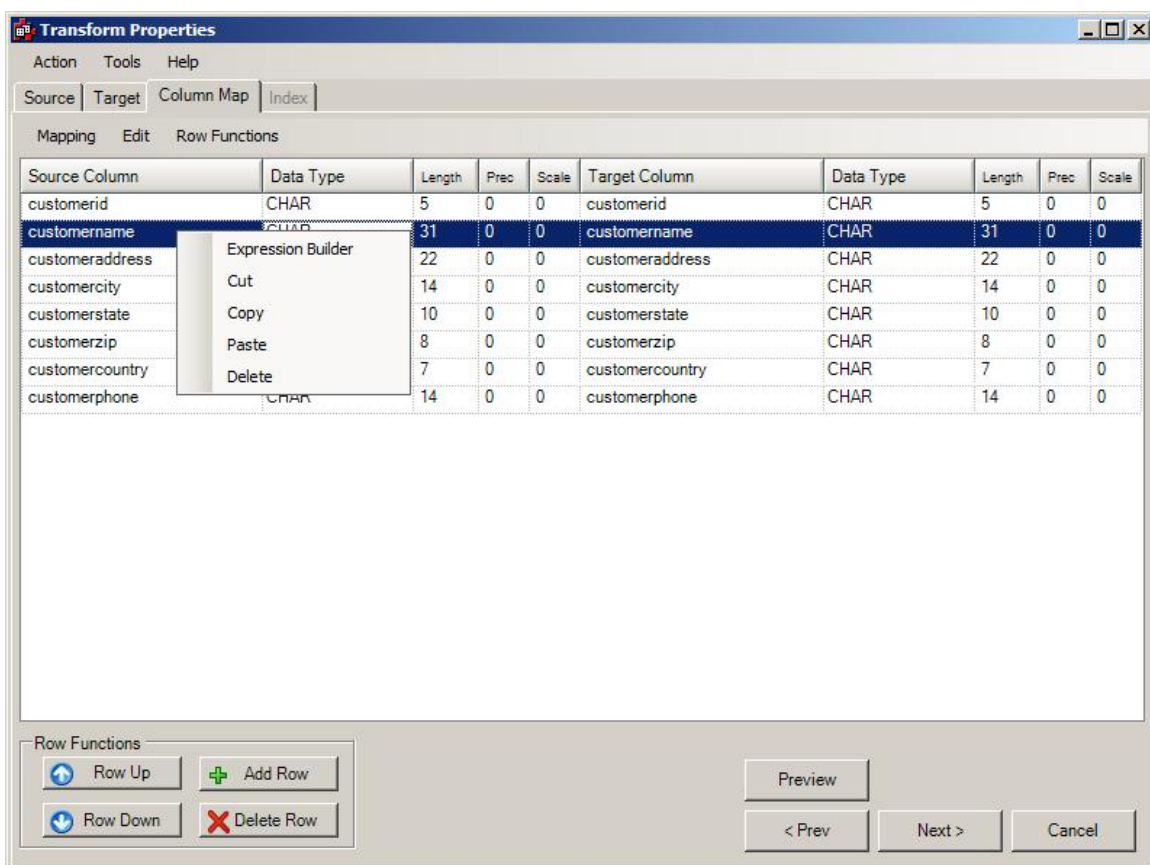 Transform Properties
Action Tools Help
Source Target Column Map Index
Mapping Edit Row Functions
Source Column Data Type Length Prec Scale Target Column Data Type Length Prec Scale
customerid CHAR 5 0 0 customerid CHAR 5 0 0
customername CHAR 31 0 0 customername CHAR 31 0 0
Expression Builder
customeraddress 22 0 0 customeraddress CHAR 22 0 0
Cut
customercity 14 0 0 customercity CHAR 14 0 0
Copy
customerstate 10 0 0 customerstate CHAR 10 0 0
Paste
customerzip 8 0 0 customerzip CHAR 8 0 0
Delete
customercountry 7 0 0 customercountry CHAR 7 0 0
customerphone CHAR 14 0 0 customerphone CHAR 14 0 0
Row Functions
Row Up Add Row
Preview
Row Down Delete Row
< Prev Next > Cancel